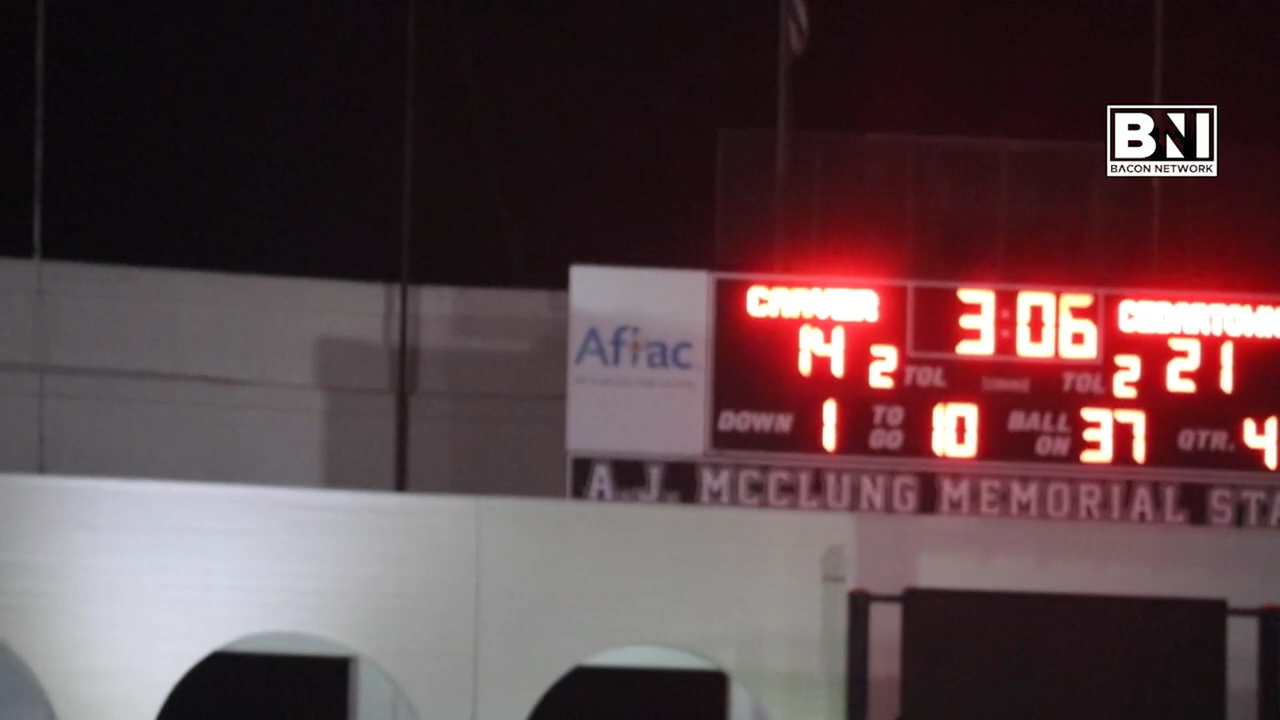 BNI
BACON NETWORK
CARVER 3:06 CEDARTOWN
Aflac 14 2 TOL TOL 2 21
DOWN 1 TO GO 10 BALL ON 37 QTR. 4
A.J. MCCLUNG MEMORIAL STA